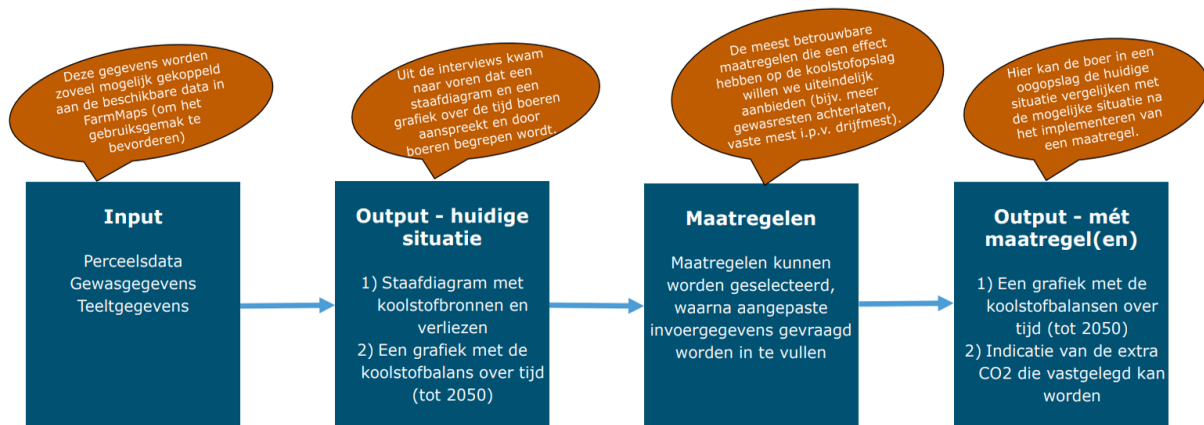 Deze gegevens worden
zoveel mogelijk gekoppeld
aan de beschikbare data in
FarmMaps (om het
gebruiksgemak te
bevorderen)
Input
Perceelsdata
Gewasgegevens
Teeltgegevens
Uit de interviews kwam
naar voren dat een
staafdiagram en een
grafiek over de tijd boeren
aanspreekt en door
boeren begrepen wordt.
Output - huidige
situatie
1) Staafdiagram met
koolstofbronnen en
verliezen
2) Een grafiek met de
koolstofbalans over tijd
(tot 2050)
De meest betrouwbare
maatregelen die een effect
hebben op de koolstofopslag
willen we uiteindelijk
aanbieden (bijv. meer
gewasresten achterlaten,
vaste mest i.p.v. drijfmest).
Maatregelen
Maatregelen kunnen
worden geselecteerd,
waarna aangepaste
invoergegevens gevraagd
worden in te vullen
Hier kan de boer in een
oogopslag de huidige
situatie vergelijken met
de mogelijke situatie na
het implementeren van
een maatregel.
Output - mét
maatregel(en)
1) Een grafiek met de
koolstofbalansen over
tijd (tot 2050)
2) Indicatie van de extra
CO2 die vastgelegd kan
worden